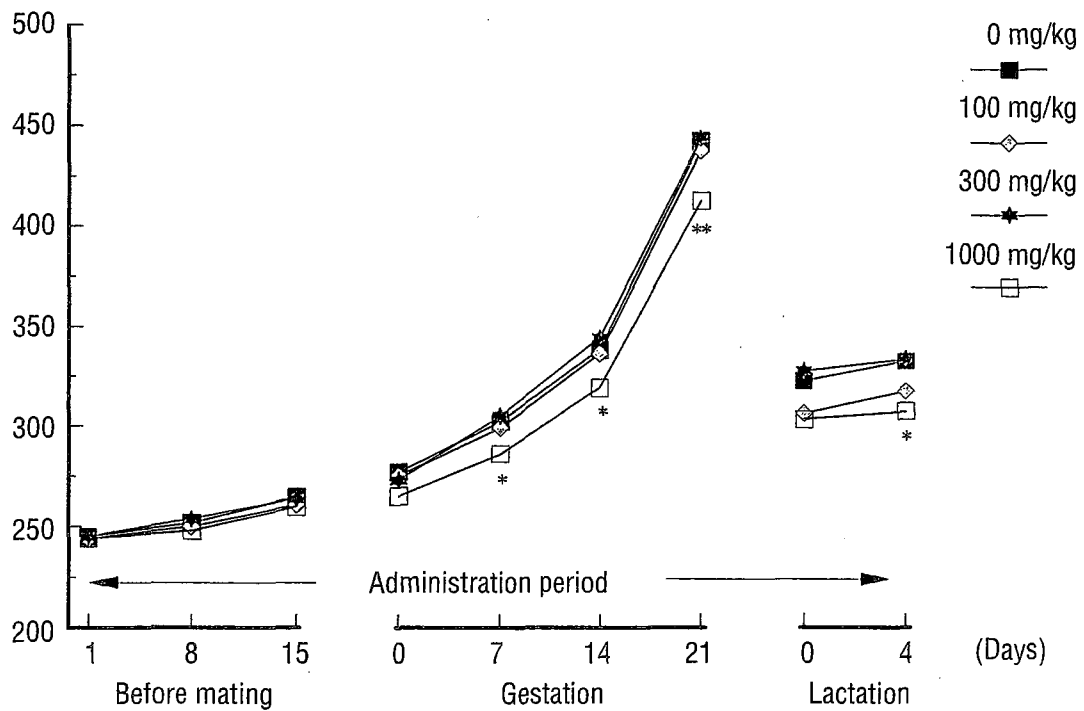 500
450
400
350
300
250
200
0 mg/kg
100 mg/kg
300 mg/kg
1000 mg/kg
**
*
*
*
Administration period
1 8 15 0 7 14 21 0 4 (Days)
Before mating Gestation Lactation